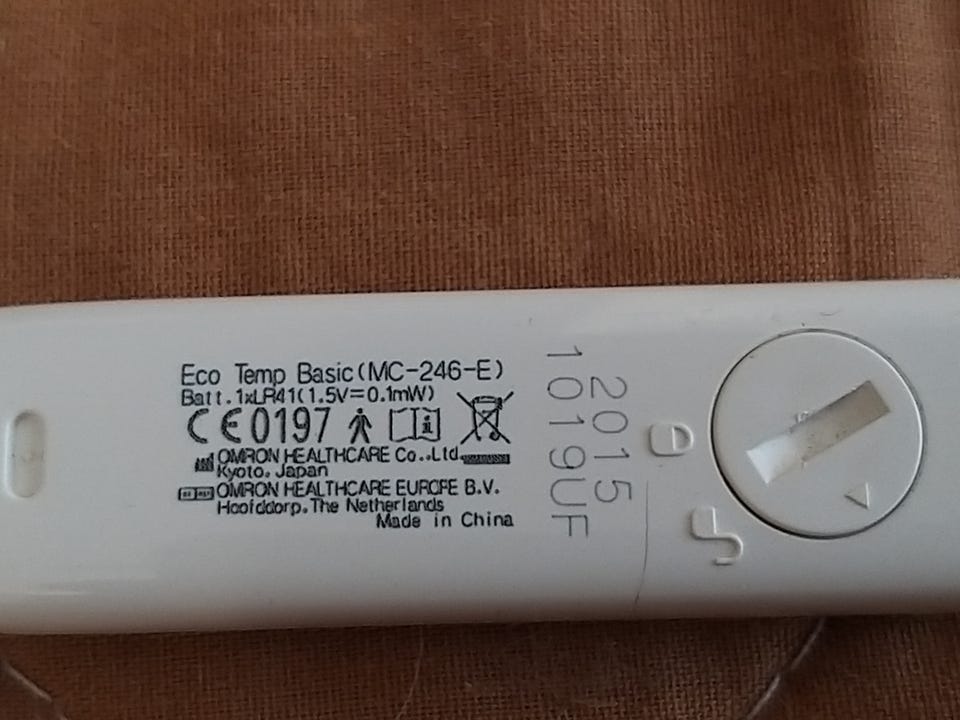 Eco Temp Basic(MC-246-E)
Batt.1xLR41(1.5V=0.1mW)
CE0197
OMRON HEALTHCARE Co.,Ltd.
Kyoto, Japan
OMRON HEALTHCARE EUROPE B.V.
Hoofddorp, The Netherlands
Made in China
2015
1019UF